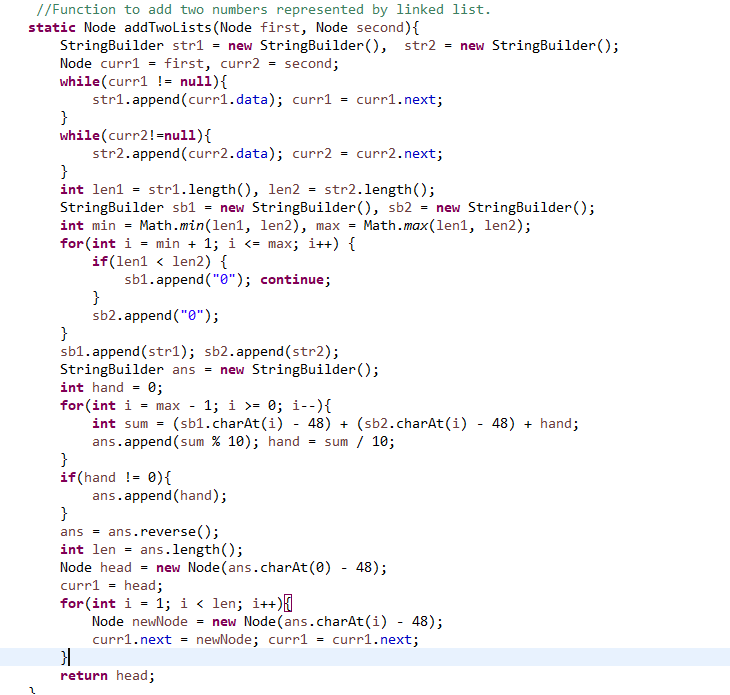 //Function to add two numbers represented by linked list.
static Node addTwoLists(Node first, Node second){
StringBuilder str1 = new StringBuilder(),  str2 = new StringBuilder();
Node curr1 = first, curr2 = second;
while(curr1 != null){
str1.append(curr1.data); curr1 = curr1.next;
}
while(curr2!=null){
str2.append(curr2.data); curr2 = curr2.next;
}
int len1 = str1.length(), len2 = str2.length();
StringBuilder sb1 = new StringBuilder(), sb2 = new StringBuilder();
int min = Math.min(len1, len2), max = Math.max(len1, len2);
for(int i = min + 1; i <= max; i++) {
if(len1 < len2) {
sb1.append("0"); continue;
}
sb2.append("0");
}
sb1.append(str1); sb2.append(str2);
StringBuilder ans = new StringBuilder();
int hand = 0;
for(int i = max - 1; i >= 0; i--){
int sum = (sb1.charAt(i) - 48) + (sb2.charAt(i) - 48) + hand;
ans.append(sum % 10); hand = sum / 10;
}
if(hand != 0){
ans.append(hand);
}
ans = ans.reverse();
int len = ans.length();
Node head = new Node(ans.charAt(0) - 48);
curr1 = head;
for(int i = 1; i < len; i++){
Node newNode = new Node(ans.charAt(i) - 48);
curr1.next = newNode; curr1 = curr1.next;
}
return head;
}